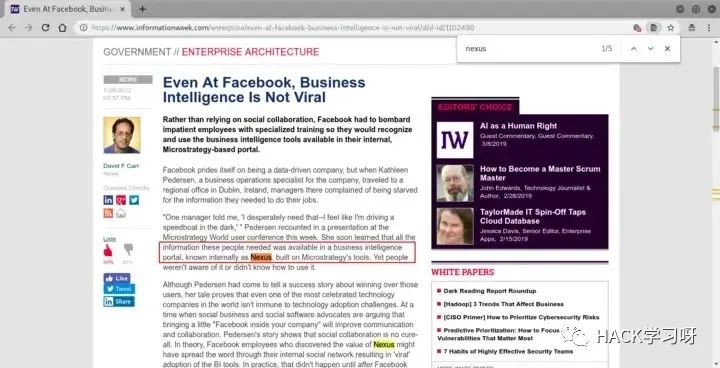 Even At Facebook, Busine
https://www.informationweek.com/enterprise/even-at-facebook-business-intelligence-is-not-viral/d/d-id/1102490
nexus
1/5
GOVERNMENT // ENTERPRISE ARCHITECTURE
NEWS
03:57 PM
David F Carr
News
Connect Directly
Login
50%
50%
Like
Tweet
Share
Even At Facebook, Business
Intelligence Is Not Viral
Rather than relying on social collaboration, Facebook had to bombard
impatient employees with specialized training so they would recognize
and use the business intelligence tools available in their internal,
Microstrategy-based portal.
Facebook prides itself on being a data-driven company, but when Kathleen
Pedersen, a business operations specialist for the company, traveled to a
regional office in Dublin, Ireland, managers there complained of being starved
for the information they needed to do their jobs.
"One manager told me, 'I desperately need that--I feel like I'm driving a
speedboat in the dark,' " Pedersen recounted in a presentation at the
Microstrategy World user conference this week. She soon learned that all the
information these people needed was available in a business intelligence
portal, known internally as Nexus, built on Microstrategy's tools. Yet people
weren't aware of it or didn't know how to use it.
Although Pedersen had come to tell a success story about winning over those
users, her tale proves that even one of the most celebrated technology
companies in the world isn't immune to technology adoption challenges. At a
time when social business and social software advocates are arguing that
bringing a little "Facebook inside your company" will improve communication
and collaboration. Pedersen's story shows that social collaboration is no cure-
all. In theory, Facebook employees who discovered the value of Nexus might
have spread the word through their internal social network resulting in 'viral'
adoption of the BI tools. In practice, that didn't happen until after Facebook
EDITORS' CHOICE
IW
AI as a Human Right
Guest Commentary, Guest Commentary,
3/8/2019
How to Become a Master Scrum
Master
John Edwards, Technology Journalist &
Author, 2/28/2019
TaylorMade IT Spin-Off Taps
Cloud Database
Jessica Davis, Senior Editor, Enterprise
Apps, 2/15/2019
WHITE PAPERS
Dark Reading Report Roundup
[Hadoop] 3 Trends That Affect Business
[CISO Primer] How to Prioritize Cybersecurity Risks
Predictive Prioritization: How to Focus
Vulnerabilities That Matter Most
7 Habits of Highly Effective Security Teams
HACK学习呀